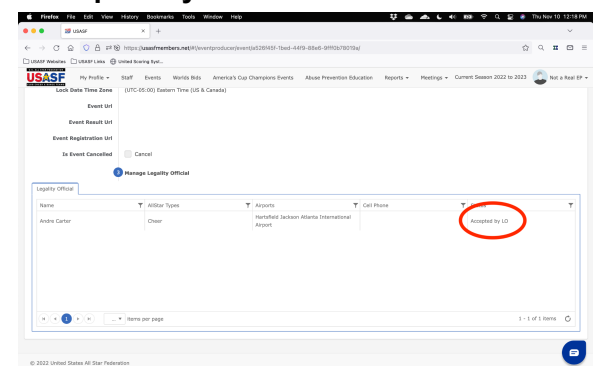 Firefox File Edit View History Bookmarks Tools Window Help Thu Nov 10 12:18 PM
USASF
https://usasfmembers.net/#/eventproducer/event/a526f45f-1bed-44f9-88e6-9fff0b78019a/
USASF Websites USASF Links United Scoring Syst...
USASF My Profile Staff Events Worlds Bids America's Cup Champions Events Abuse Prevention Education Reports Meetings Current Season 2022 to 2023 Not a Real EP
Lock Date Time Zone (UTC-05:00) Eastern Time (US & Canada)
Event Url
Event Result Url
Event Registration Url
Is Event Cancelled Cancel
3 Manage Legality Official
Legality Official
Name AllStar Types Airports Cell Phone Status
Andre Carter Cheer Hartsfield Jackson Atlanta International Accepted by LO
Airport
1 ... items per page 1 - 1 of 1 items
© 2022 United States All Star Federation